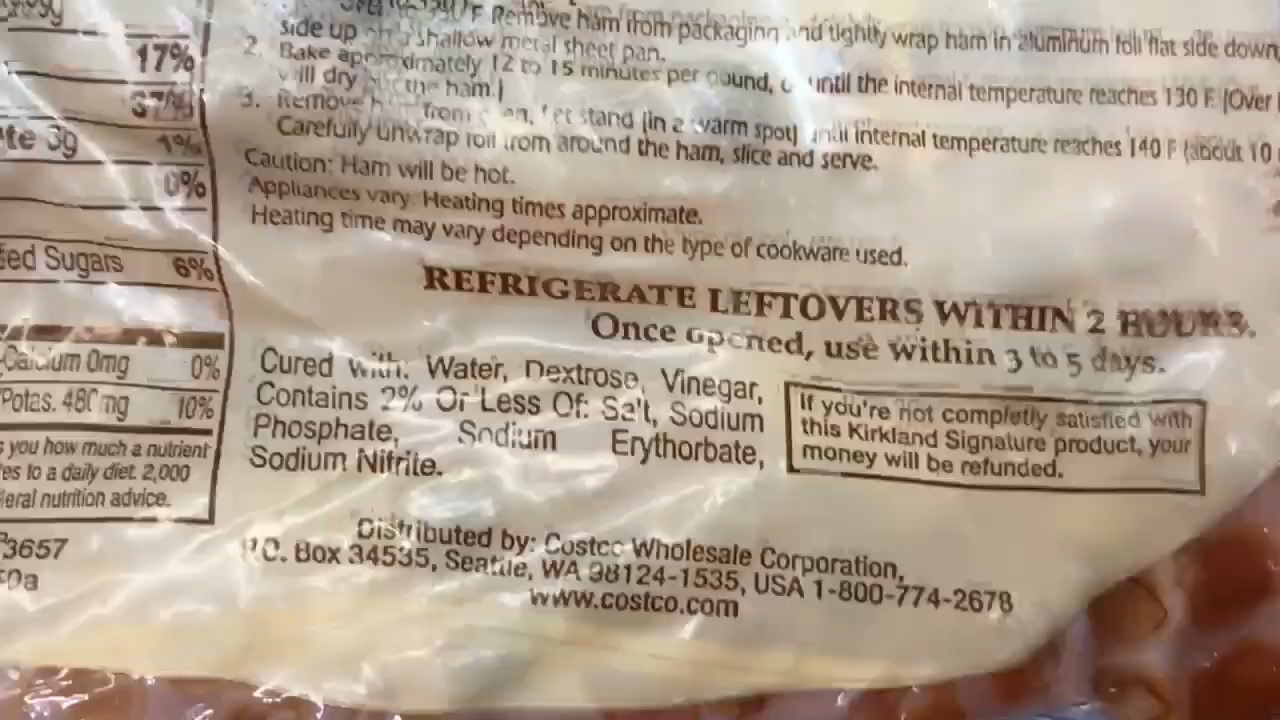 17%
37%
te 3g 1%
0%
ed Sugars 6%
Calcium 0mg 0%
Potas. 480mg 10%
you how much a nutrient
es to a daily diet. 2,000
eral nutrition advice.
3657
0a
Remove ham from packaging and tightly wrap ham in aluminum foil flat side down
side up on a shallow metal sheet pan.
2. Bake approximately 12 to 15 minutes per pound, or until the internal temperature reaches 130 F. (Over
will dry out the ham.)
3. Remove ham from oven, let stand (in a warm spot) until internal temperature reaches 140 F (about 10
Carefully unwrap foil from around the ham, slice and serve.
Caution: Ham will be hot.
Appliances vary. Heating times approximate.
Heating time may vary depending on the type of cookware used.
REFRIGERATE LEFTOVERS WITHIN 2 HOURS.
Once opened, use within 3 to 5 days.
Cured with: Water, Dextrose, Vinegar,
Contains 2% Or Less Of: Salt, Sodium
Phosphate, Sodium Erythorbate,
Sodium Nitrite.
If you're not completly satisfied with
this Kirkland Signature product, your
money will be refunded.
Distributed by: Costco Wholesale Corporation,
P.O. Box 34535, Seattle, WA 98124-1535, USA 1-800-774-2678
www.costco.com